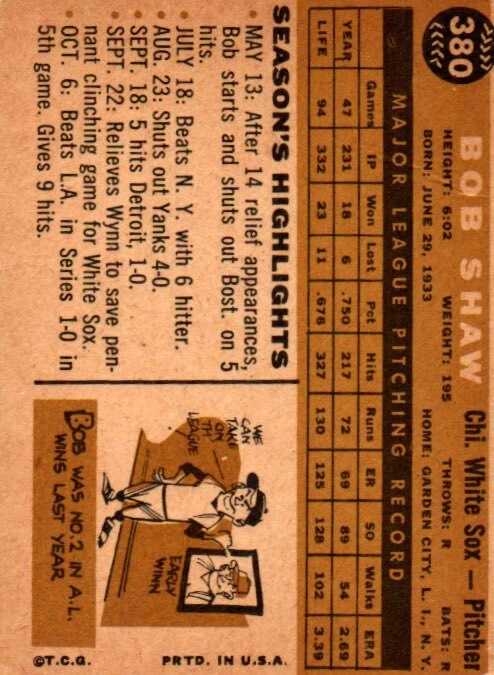 380
BOB SHAW Chi. White Sox — Pitcher
HEIGHT: 6:02 WEIGHT: 195 THROWS: R BATS: R
BORN: JUNE 29, 1933 HOME: GARDEN CITY, L. I., N. Y.
MAJOR LEAGUE PITCHING RECORD
Games IP Won Lost Pct Hits Runs ER SO Walks ERA
YEAR 47 231 18 6 .750 217 72 69 89 54 2.69
LIFE 94 332 23 11 .676 327 130 125 128 102 3.39
SEASON'S HIGHLIGHTS
MAY 13: After 14 relief appearances,
Bob starts and shuts out Bost. on 5
hits.
JULY 18: Beats N. Y. with 6 hitter.
AUG. 23: Shuts out Yanks 4-0.
SEPT. 18: 5 hits Detroit, 1-0.
SEPT. 22: Relieves Wynn to save pen-
nant clinching game for White Sox.
OCT. 6: Beats L.A. in Series 1-0 in
5th game. Gives 9 hits.
WE
CAN
TAKE
ON
TH'
LEAGUE
EARLY
WYNN
BOB WAS NO. 2 IN A.L.
WINS LAST YEAR
©T.C.G. PRTD. IN U.S.A.